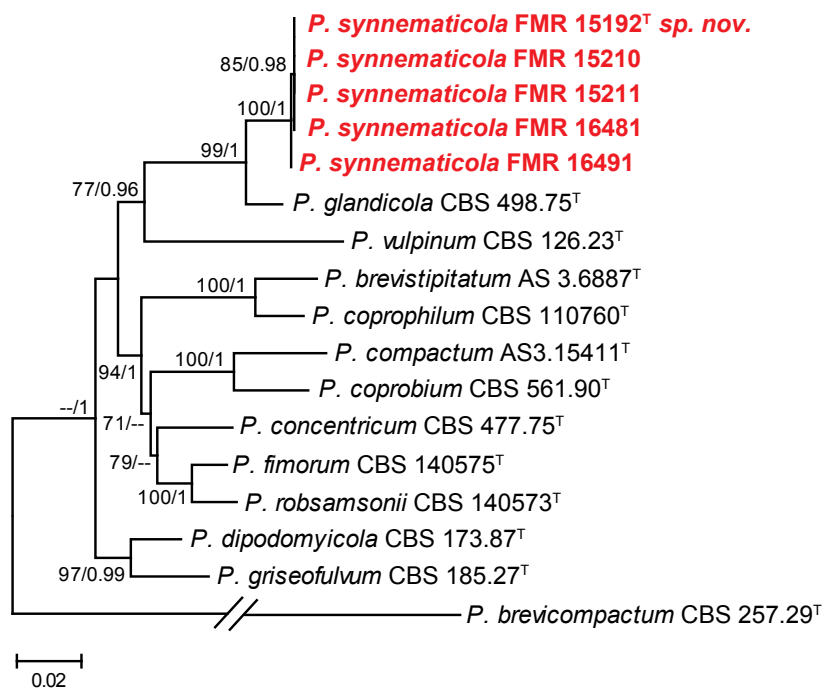 P. synnematicola FMR 15192ᵀ sp. nov.
P. synnematicola FMR 15210
85/0.98
P. synnematicola FMR 15211
100/1
P. synnematicola FMR 16481
99/1
P. synnematicola FMR 16491
77/0.96
P. glandicola CBS 498.75ᵀ
P. vulpinum CBS 126.23ᵀ
100/1
P. brevistipitatum AS 3.6887ᵀ
P. coprophilum CBS 110760ᵀ
100/1
P. compactum AS3.15411ᵀ
94/1
P. coprobium CBS 561.90ᵀ
--/1
71/--
P. concentricum CBS 477.75ᵀ
79/--
P. fimorum CBS 140575ᵀ
100/1
P. robsamsonii CBS 140573ᵀ
P. dipodomyicola CBS 173.87ᵀ
97/0.99
P. griseofulvum CBS 185.27ᵀ
P. brevicompactum CBS 257.29ᵀ
0.02